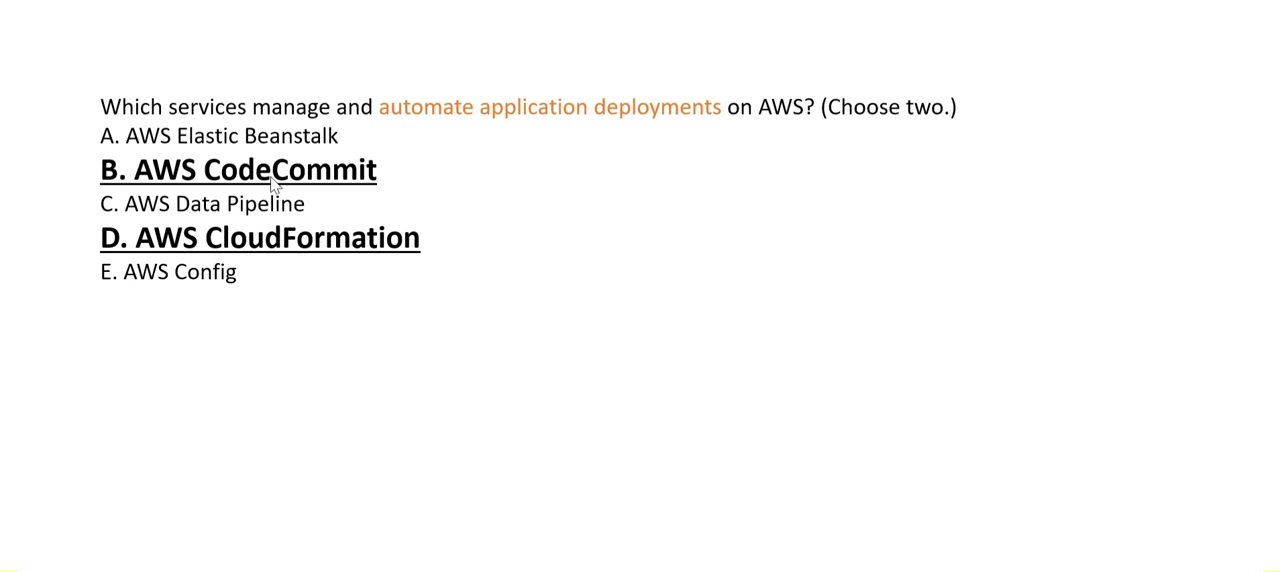 Which services manage and automate application deployments on AWS? (Choose two.)
A. AWS Elastic Beanstalk
B. AWS CodeCommit
C. AWS Data Pipeline
D. AWS CloudFormation
E. AWS Config